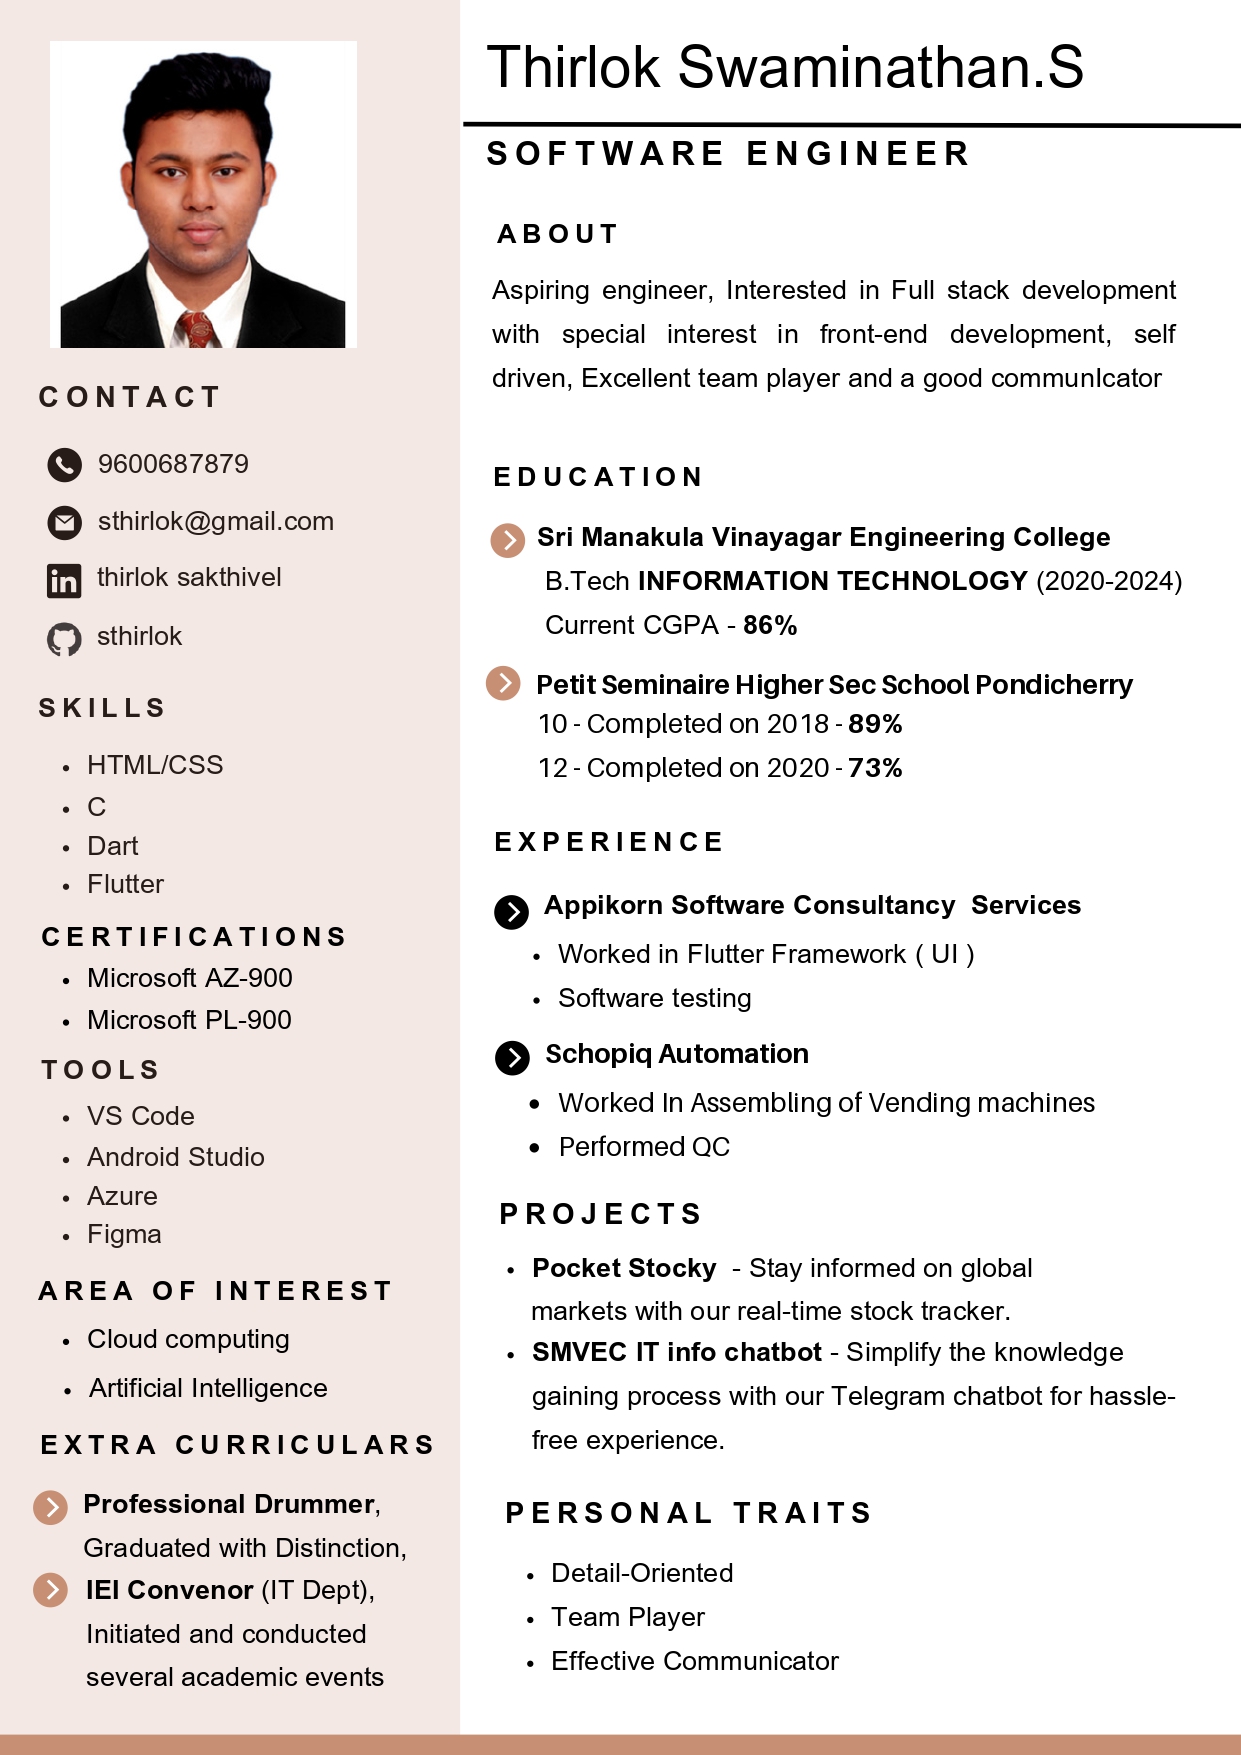 Thirlok Swaminathan.S
SOFTWARE ENGINEER
CONTACT
9600687879
sthirlok@gmail.com
thirlok sakthivel
sthirlok
SKILLS
• HTML/CSS
• C
• Dart
• Flutter
CERTIFICATIONS
• Microsoft AZ-900
• Microsoft PL-900
TOOLS
• VS Code
• Android Studio
• Azure
• Figma
AREA OF INTEREST
• Cloud computing
• Artificial Intelligence
EXTRA CURRICULARS
Professional Drummer,
Graduated with Distinction,
IEI Convenor (IT Dept),
Initiated and conducted
several academic events
ABOUT
Aspiring engineer, Interested in Full stack development
with special interest in front-end development, self
driven, Excellent team player and a good communIcator
EDUCATION
Sri Manakula Vinayagar Engineering College
B.Tech INFORMATION TECHNOLOGY (2020-2024)
Current CGPA - 86%
Petit Seminaire Higher Sec School Pondicherry
10 - Completed on 2018 - 89%
12 - Completed on 2020 - 73%
EXPERIENCE
Appikorn Software Consultancy Services
• Worked in Flutter Framework ( UI )
• Software testing
Schopiq Automation
• Worked In Assembling of Vending machines
• Performed QC
PROJECTS
• Pocket Stocky - Stay informed on global
markets with our real-time stock tracker.
• SMVEC IT info chatbot - Simplify the knowledge
gaining process with our Telegram chatbot for hassle-
free experience.
PERSONAL TRAITS
• Detail-Oriented
• Team Player
• Effective Communicator